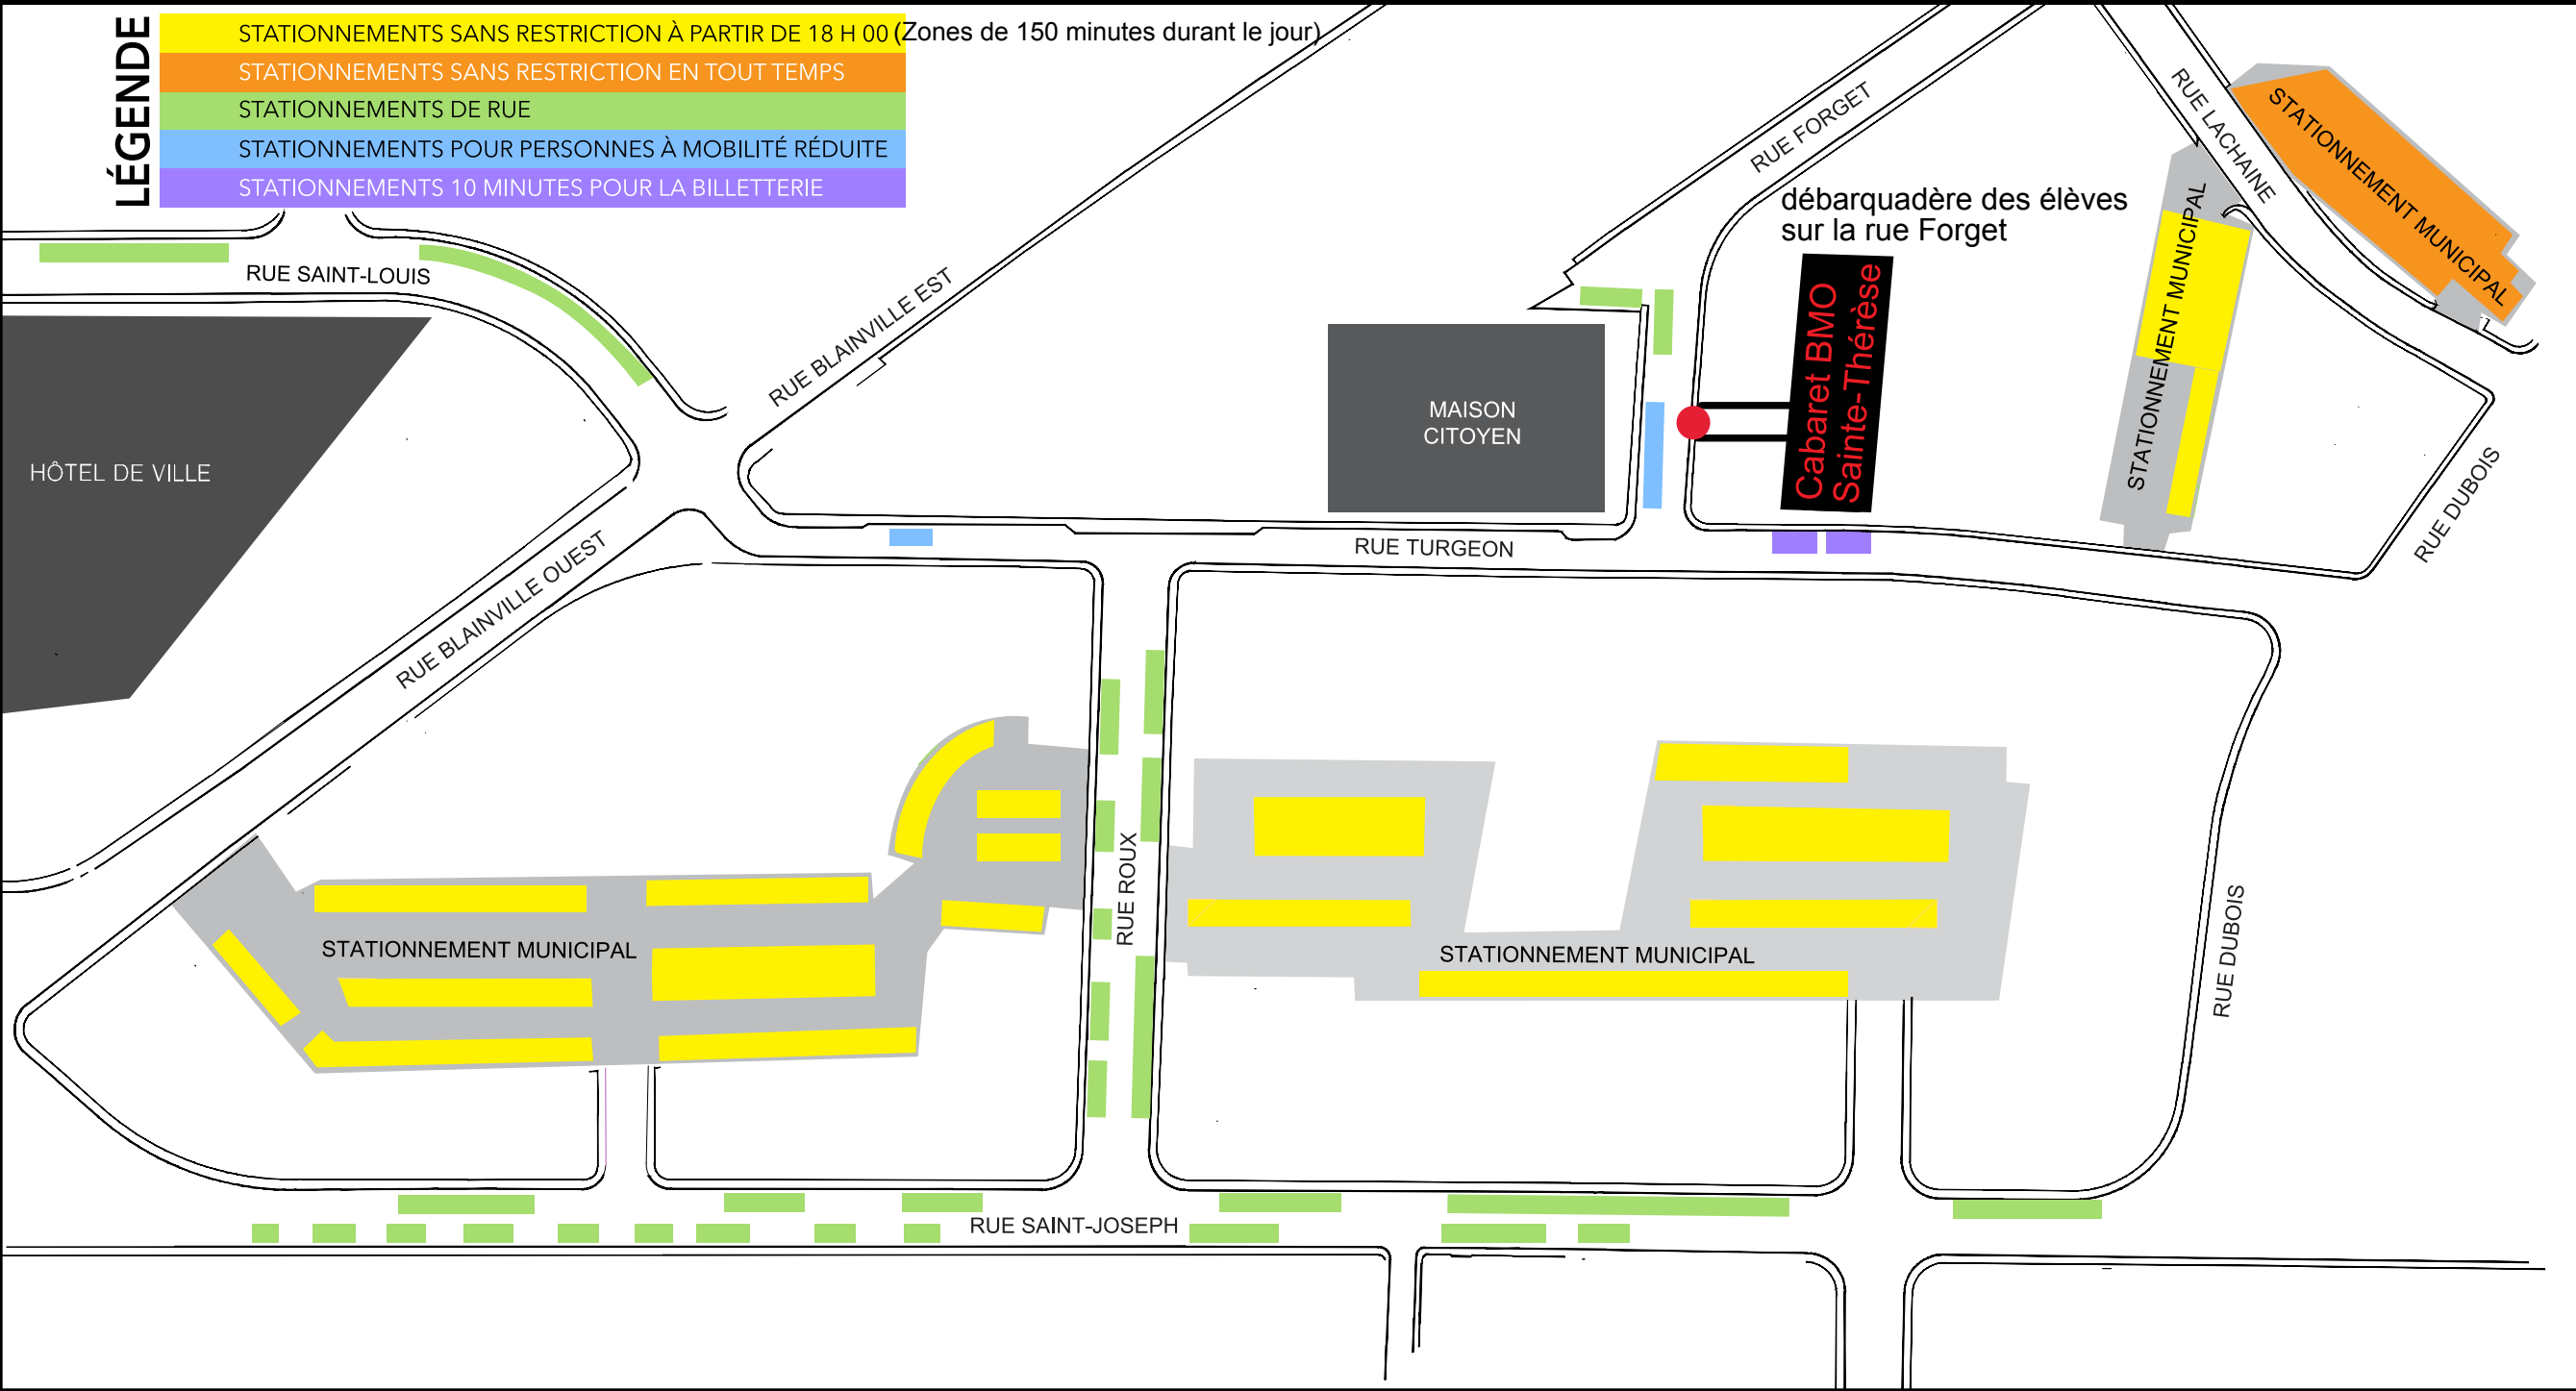 LÉGENDE
STATIONNEMENTS SANS RESTRICTION À PARTIR DE 18 H 00 (Zones de 150 minutes durant le jour)
STATIONNEMENTS SANS RESTRICTION EN TOUT TEMPS
STATIONNEMENTS DE RUE
STATIONNEMENTS POUR PERSONNES À MOBILITÉ RÉDUITE
STATIONNEMENTS 10 MINUTES POUR LA BILLETTERIE
RUE SAINT-LOUIS
HÔTEL DE VILLE
RUE BLAINVILLE EST
RUE BLAINVILLE OUEST
RUE FORGET
RUE LACHAINE
STATIONNEMENT MUNICIPAL
débarquadère des élèves
sur la rue Forget
STATIONNEMENT MUNICIPAL
MAISON
CITOYEN
Cabaret BMO
Sainte-Thérèse
RUE DUBOIS
RUE TURGEON
RUE ROUX
STATIONNEMENT MUNICIPAL
STATIONNEMENT MUNICIPAL
RUE DUBOIS
RUE SAINT-JOSEPH